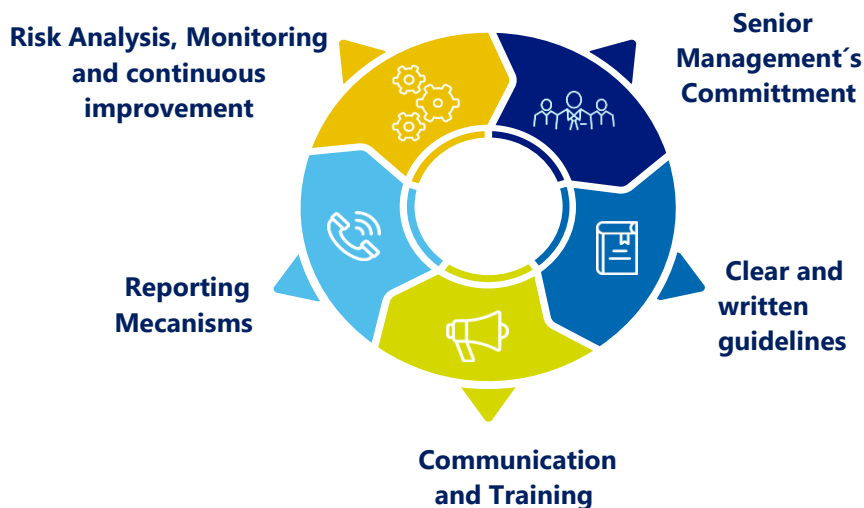 Risk Analysis, Monitoring
and continuous
improvement
Senior
Management´s
Committment
Clear and
written
guidelines
Communication
and Training
Reporting
Mecanisms